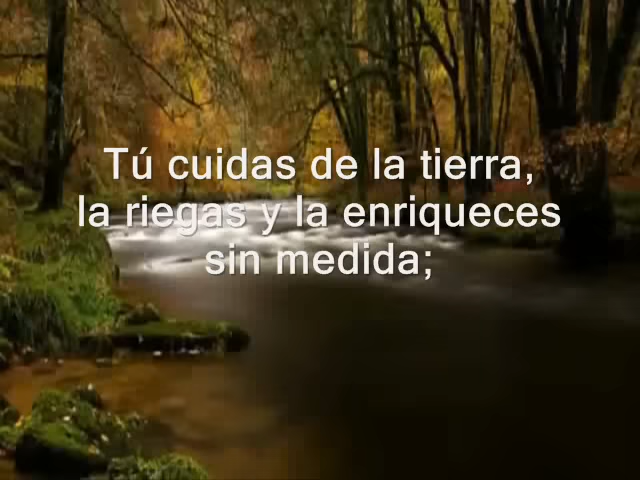 Tú cuidas de la tierra,
la riegas y la enriqueces
sin medida;